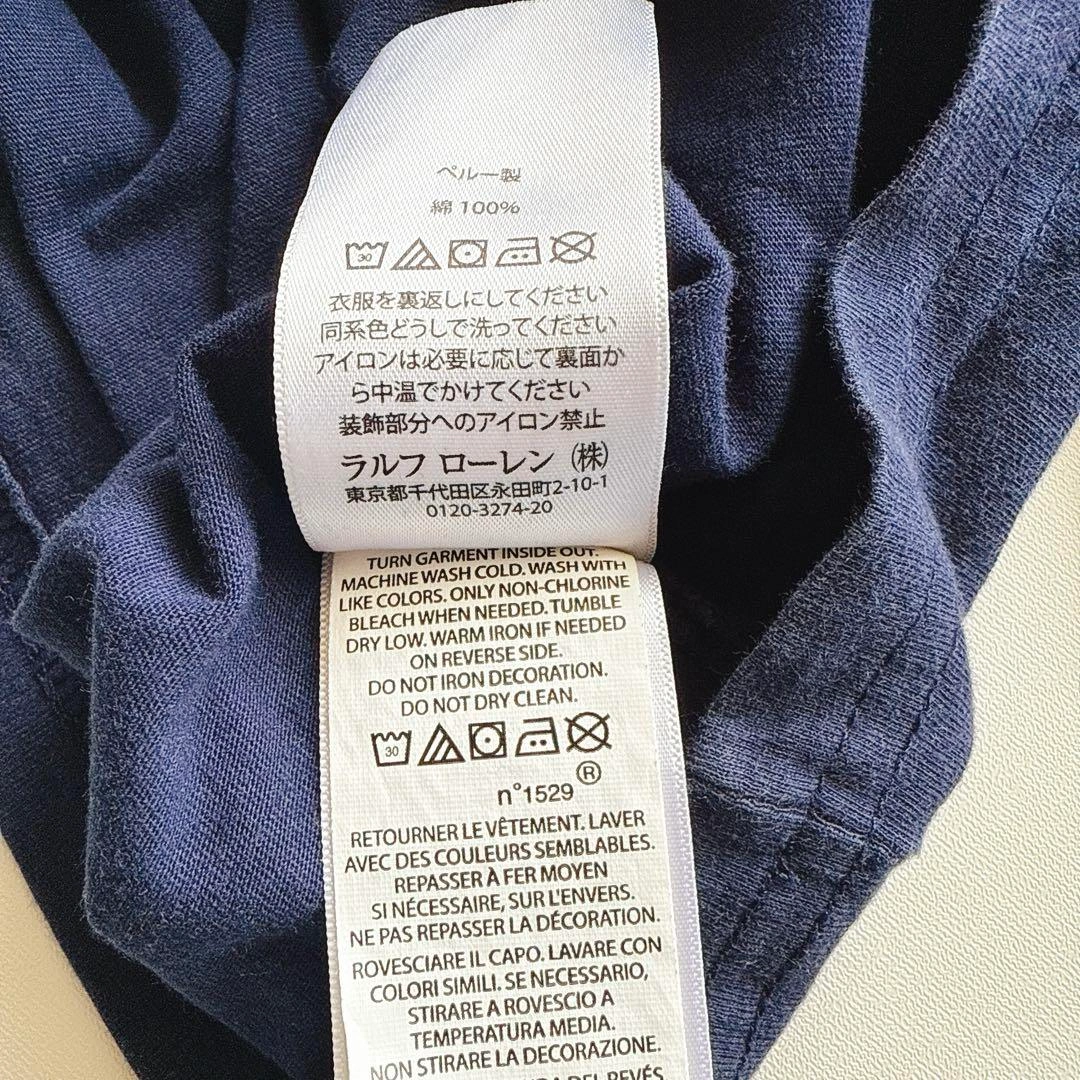 ペルー製
綿 100%
30
衣服を裏返しにしてください
同系色どうしで洗ってください
アイロンは必要に応じて裏面か
ら中温でかけてください
装飾部分へのアイロン禁止
ラルフ ローレン (株)
東京都千代田区永田町2-10-1
0120-3274-20
TURN GARMENT INSIDE OUT.
MACHINE WASH COLD. WASH WITH
LIKE COLORS. ONLY NON-CHLORINE
BLEACH WHEN NEEDED. TUMBLE
DRY LOW. WARM IRON IF NEEDED
ON REVERSE SIDE.
DO NOT IRON DECORATION.
DO NOT DRY CLEAN.
30
®
n°1529
RETOURNER LE VÊTEMENT. LAVER
AVEC DES COULEURS SEMBLABLES.
REPASSER À FER MOYEN
SI NÉCESSAIRE, SUR L'ENVERS.
NE PAS REPASSER LA DÉCORATION.
ROVESCIARE IL CAPO. LAVARE CON
COLORI SIMILI. SE NECESSARIO,
STIRARE A ROVESCIO A
TEMPERATURA MEDIA.
NON STIRARE LA DECORAZIONE.
DEL REVÉS